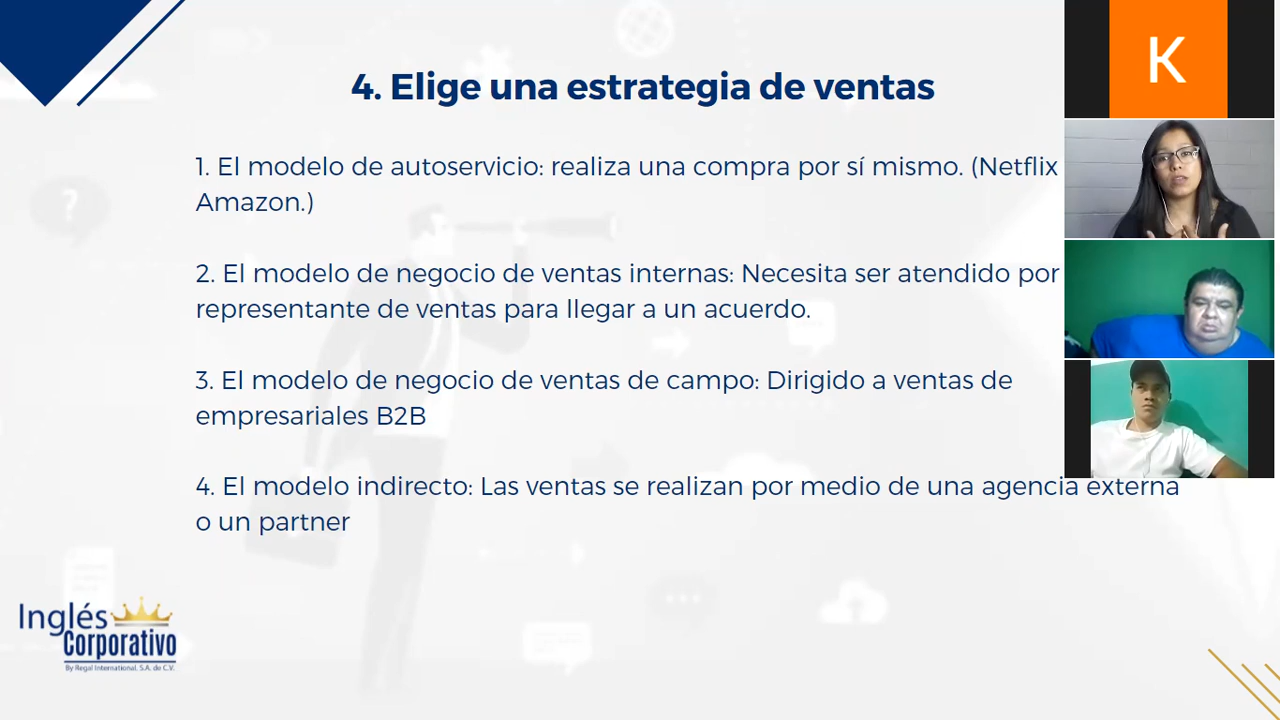 4. Elige una estrategia de ventas
K
1. El modelo de autoservicio: realiza una compra por sí mismo. (Netflix
Amazon.)
2. El modelo de negocio de ventas internas: Necesita ser atendido por
representante de ventas para llegar a un acuerdo.
3. El modelo de negocio de ventas de campo: Dirigido a ventas de
empresariales B2B
4. El modelo indirecto: Las ventas se realizan por medio de una agencia externa
o un partner
Inglés
Corporativo
By Regal International, S.A. de C.V.